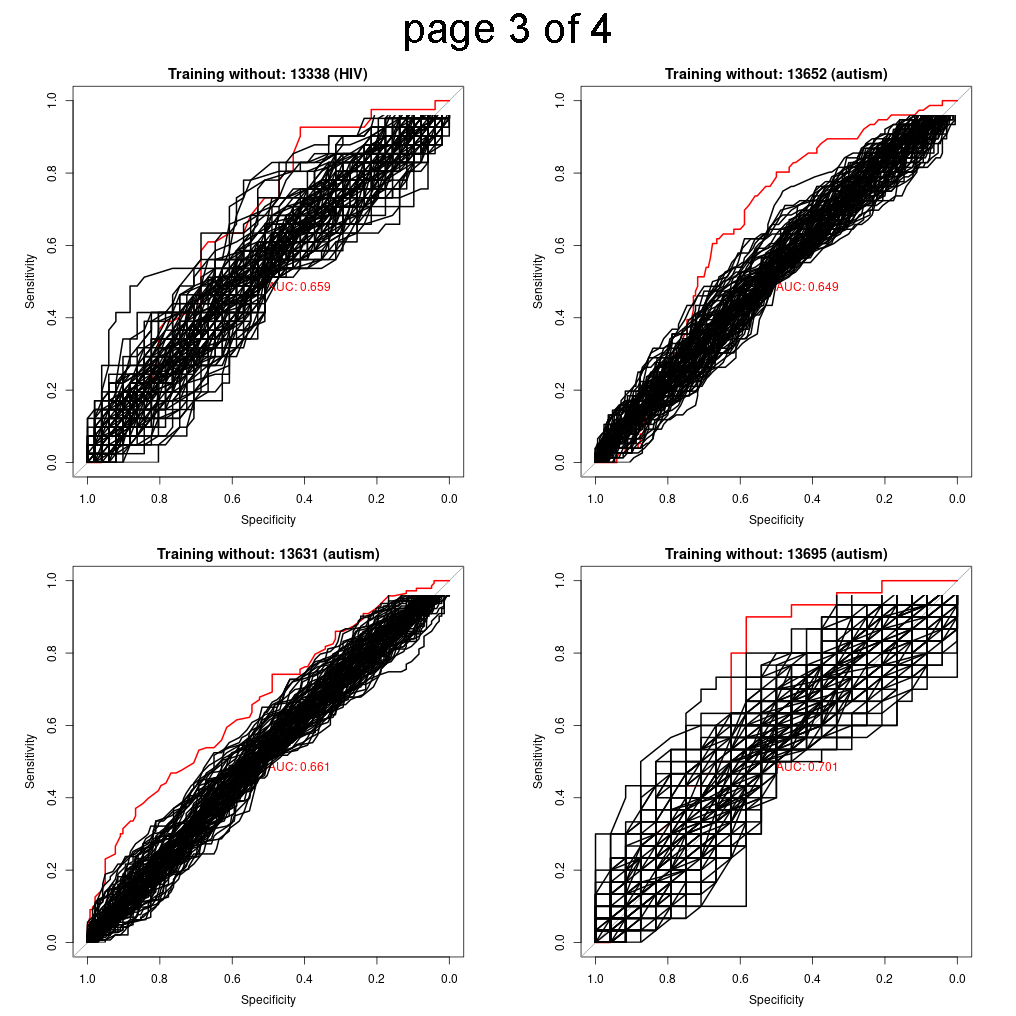 page 3 of 4
Training without: 13338 (HIV)
1.0
0.8
0.6
0.4
0.2
0.0
Sensitivity
AUC: 0.659
1.0 0.8 0.6 0.4 0.2 0.0
Specificity
Training without: 13652 (autism)
1.0
0.8
0.6
0.4
0.2
0.0
Sensitivity
AUC: 0.649
1.0 0.8 0.6 0.4 0.2 0.0
Specificity
Training without: 13631 (autism)
1.0
0.8
0.6
0.4
0.2
0.0
Sensitivity
AUC: 0.661
1.0 0.8 0.6 0.4 0.2 0.0
Specificity
Training without: 13695 (autism)
1.0
0.8
0.6
0.4
0.2
0.0
Sensitivity
AUC: 0.701
1.0 0.8 0.6 0.4 0.2 0.0
Specificity